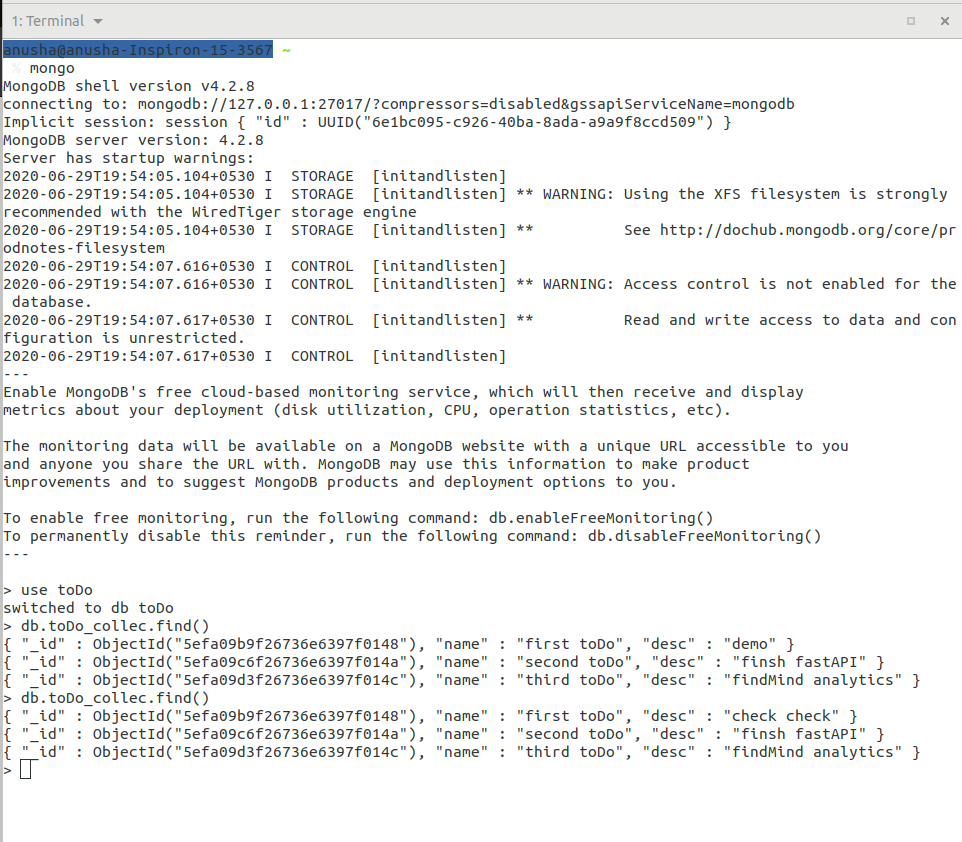 1: Terminal
anusha@anusha-Inspiron-15-3567 ~
% mongo
MongoDB shell version v4.2.8
connecting to: mongodb://127.0.0.1:27017/?compressors=disabled&gssapiServiceName=mongodb
Implicit session: session { "id" : UUID("6e1bc095-c926-40ba-8ada-a9a9f8ccd509") }
MongoDB server version: 4.2.8
Server has startup warnings:
2020-06-29T19:54:05.104+0530 I  STORAGE  [initandlisten]
2020-06-29T19:54:05.104+0530 I  STORAGE  [initandlisten] ** WARNING: Using the XFS filesystem is strongly
recommended with the WiredTiger storage engine
2020-06-29T19:54:05.104+0530 I  STORAGE  [initandlisten] **          See http://dochub.mongodb.org/core/pr
odnotes-filesystem
2020-06-29T19:54:07.616+0530 I  CONTROL  [initandlisten]
2020-06-29T19:54:07.616+0530 I  CONTROL  [initandlisten] ** WARNING: Access control is not enabled for the
 database.
2020-06-29T19:54:07.617+0530 I  CONTROL  [initandlisten] **          Read and write access to data and con
figuration is unrestricted.
2020-06-29T19:54:07.617+0530 I  CONTROL  [initandlisten]
---
Enable MongoDB's free cloud-based monitoring service, which will then receive and display
metrics about your deployment (disk utilization, CPU, operation statistics, etc).

The monitoring data will be available on a MongoDB website with a unique URL accessible to you
and anyone you share the URL with. MongoDB may use this information to make product
improvements and to suggest MongoDB products and deployment options to you.

To enable free monitoring, run the following command: db.enableFreeMonitoring()
To permanently disable this reminder, run the following command: db.disableFreeMonitoring()
---

> use toDo
switched to db toDo
> db.toDo_collec.find()
{ "_id" : ObjectId("5efa09b9f26736e6397f0148"), "name" : "first toDo", "desc" : "demo" }
{ "_id" : ObjectId("5efa09c6f26736e6397f014a"), "name" : "second toDo", "desc" : "finsh fastAPI" }
{ "_id" : ObjectId("5efa09d3f26736e6397f014c"), "name" : "third toDo", "desc" : "findMind analytics" }
> db.toDo_collec.find()
{ "_id" : ObjectId("5efa09b9f26736e6397f0148"), "name" : "first toDo", "desc" : "check check" }
{ "_id" : ObjectId("5efa09c6f26736e6397f014a"), "name" : "second toDo", "desc" : "finsh fastAPI" }
{ "_id" : ObjectId("5efa09d3f26736e6397f014c"), "name" : "third toDo", "desc" : "findMind analytics" }
>